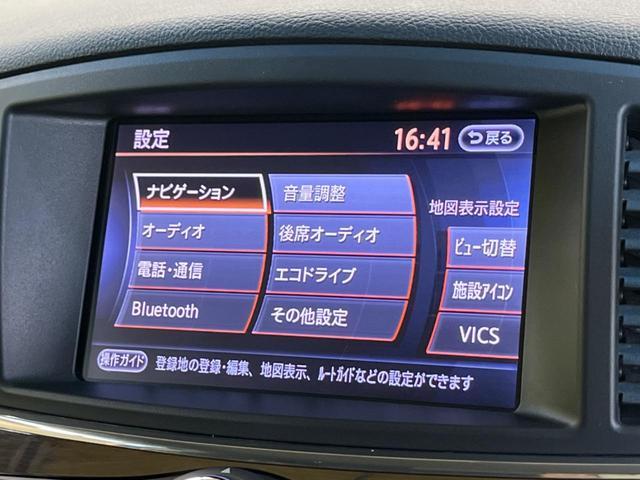 設定 16:41 戻る
ナビゲーション 音量調整 地図表示設定
オーディオ 後席オーディオ ビュー切替
電話・通信 エコドライブ 施設アイコン
Bluetooth その他設定 VICS
操作ガイド 登録地の登録・編集、地図表示、ルートガイドなどの設定ができます